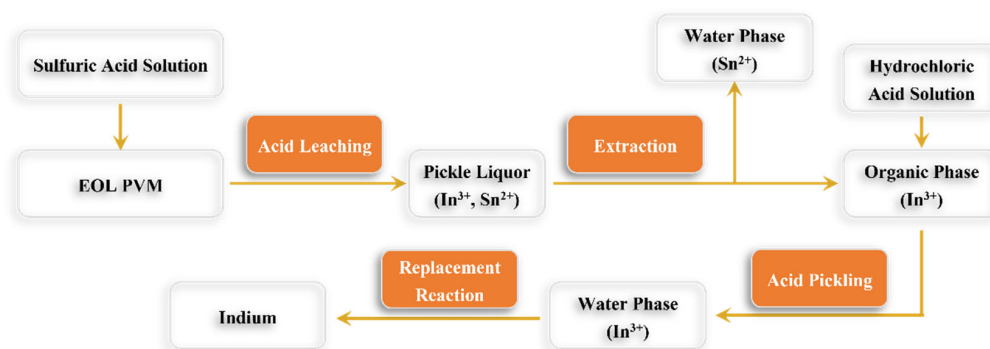 Sulfuric Acid Solution
Water Phase
(Sn²⁺)
Hydrochloric
Acid Solution
Acid Leaching
Extraction
EOL PVM
Pickle Liquor
(In³⁺, Sn²⁺)
Organic Phase
(In³⁺)
Replacement
Reaction
Acid Pickling
Indium
Water Phase
(In³⁺)